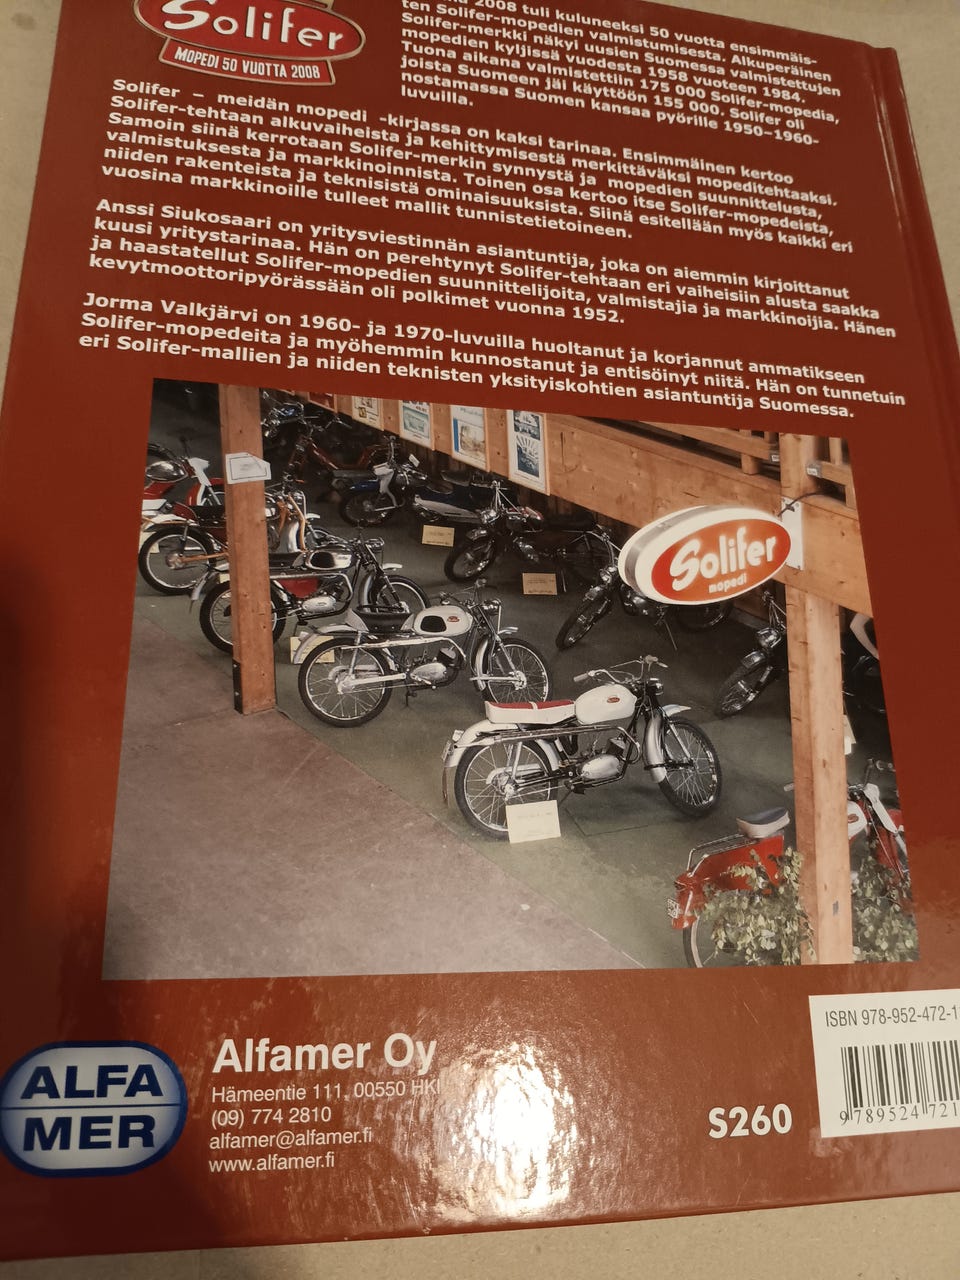 Solifer
MOPEDI 50 VUOTTA 2008
2008 tuli kuluneeksi 50 vuotta ensimmäis-
ten Solifer-mopedien valmistumisesta. Alkuperäinen
Solifer-merkki näkyi uusien Suomessa valmistettujen
mopedien kyljissä vuodesta 1958 vuoteen 1984.
Tuona aikana valmistettiin 175 000 Solifer-mopedia,
joista Suomeen jäi käyttöön 155 000. Solifer oli
nostamassa Suomen kansaa pyörille 1950–1960-
luvuilla.
Solifer – meidän mopedi -kirjassa on kaksi tarinaa. Ensimmäinen kertoo
Solifer-tehtaan alkuvaiheista ja kehittymisestä merkittäväksi mopeditehtaaksi.
Samoin siinä kerrotaan Solifer-merkin synnystä ja mopedien suunnittelusta,
valmistuksesta ja markkinoinnista. Toinen osa kertoo itse Solifer-mopedeista,
niiden rakenteista ja teknisistä ominaisuuksista. Siinä esitellään myös kaikki eri
vuosina markkinoille tulleet mallit tunnistetietoineen.
Anssi Siukosaari on yritysviestinnän asiantuntija, joka on aiemmin kirjoittanut
kuusi yritystarinaa. Hän on perehtynyt Solifer-tehtaan eri vaiheisiin alusta saakka
ja haastatellut Solifer-mopedien suunnittelijoita, valmistajia ja markkinoijia. Hänen
kevytmoottoripyörässään oli polkimet vuonna 1952.
Jorma Valkjärvi on 1960- ja 1970-luvuilla huoltanut ja korjannut ammatikseen
Solifer-mopedeita ja myöhemmin kunnostanut ja entisöinyt niitä. Hän on tunnetuin
eri Solifer-mallien ja niiden teknisten yksityiskohtien asiantuntija Suomessa.
Solifer
mopedi
ALFA
MER
Alfamer Oy
Hämeentie 111, 00550 HKI
(09) 774 2810
alfamer@alfamer.fi
www.alfamer.fi
S260
ISBN 978-952-472-1
9 789524 721